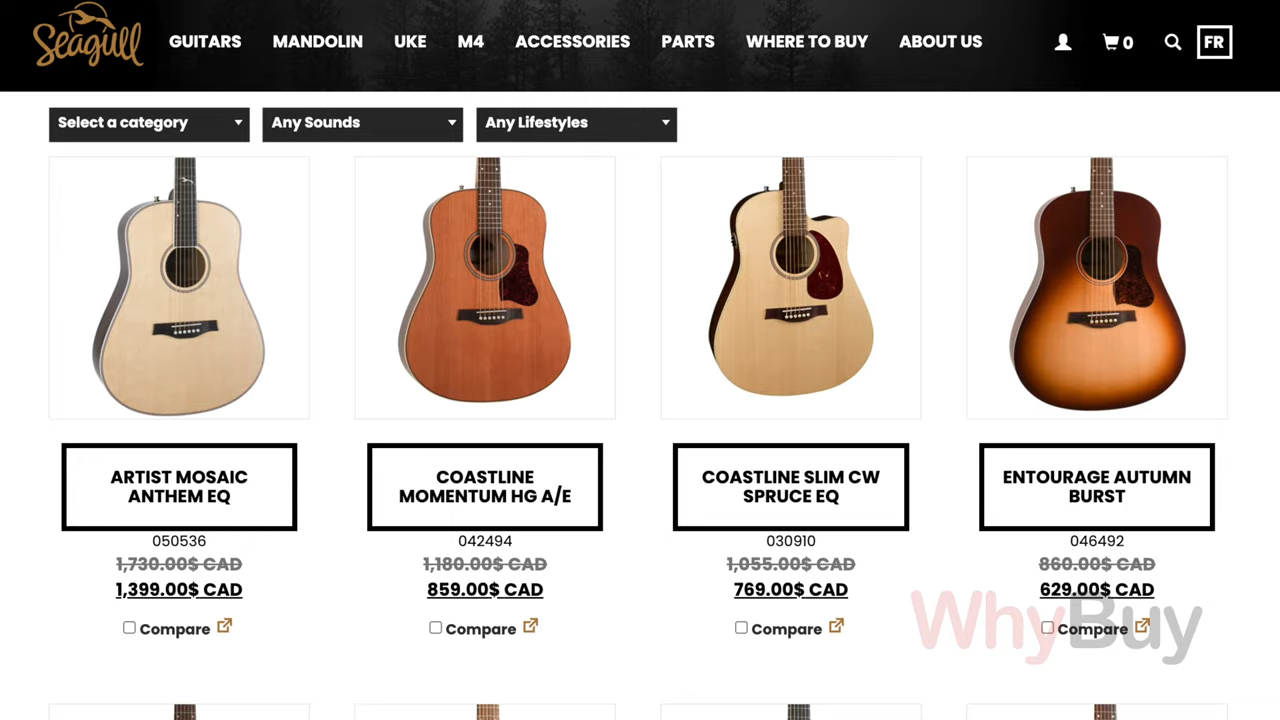 Seagull
GUITARS MANDOLIN UKE M4 ACCESSORIES PARTS WHERE TO BUY ABOUT US 0 FR
Select a category Any Sounds Any Lifestyles
ARTIST MOSAIC
ANTHEM EQ
050536
1,730.00$ CAD
1,399.00$ CAD
Compare
COASTLINE
MOMENTUM HG A/E
042494
1,180.00$ CAD
859.00$ CAD
Compare
COASTLINE SLIM CW
SPRUCE EQ
030910
1,055.00$ CAD
769.00$ CAD
Compare
ENTOURAGE AUTUMN
BURST
046492
860.00$ CAD
629.00$ CAD
Compare
WhyBuy